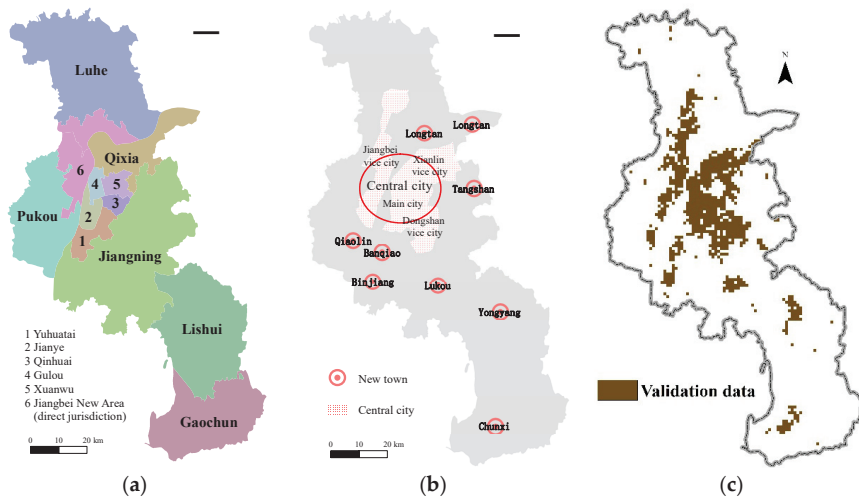 Luhe
Qixia
6
4
5
3
Pukou
2
1
Jiangning
Lishui
1 Yuhuatai
2 Jianye
3 Qinhuai
4 Gulou
5 Xuanwu
6 Jiangbei New Area
(direct jurisdiction)
Gaochun
0 10 20 km
(a)
Longtan
Longtan
Jiangbei
vice city
Xianlin
vice city
Central city
Tangshan
Main city
Dongshan
vice city
Qiaolin
Banqiao
Binjiang
Lukou
Yongyang
New town
Central city
Chunxi
0 10 20 km
(b)
N
Validation data
(c)